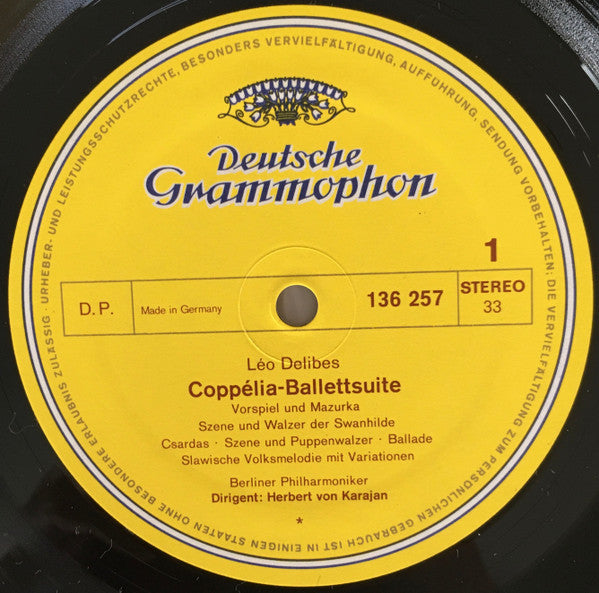 URHEBER- UND LEISTUNGSSCHUTZRECHTE, BESONDERS VERVIELFÄLTIGUNG, AUFFÜHRUNG, SENDUNG VORBEHALTEN; DIE VERVIELFÄLTIGUNG ZUM PERSÖNLICHEN GEBRAUCH IST IN EINIGEN STAATEN OHNE BESONDERE ERLAUBNIS ZULÄSSIG ·
Deutsche
Grammophon
1
D. P.
Made in Germany
136 257
STEREO
33
Léo Delibes
Coppélia-Ballettsuite
Vorspiel und Mazurka
Szene und Walzer der Swanhilde
Csardas · Szene und Puppenwalzer · Ballade
Slawische Volksmelodie mit Variationen
Berliner Philharmoniker
Dirigent: Herbert von Karajan
*